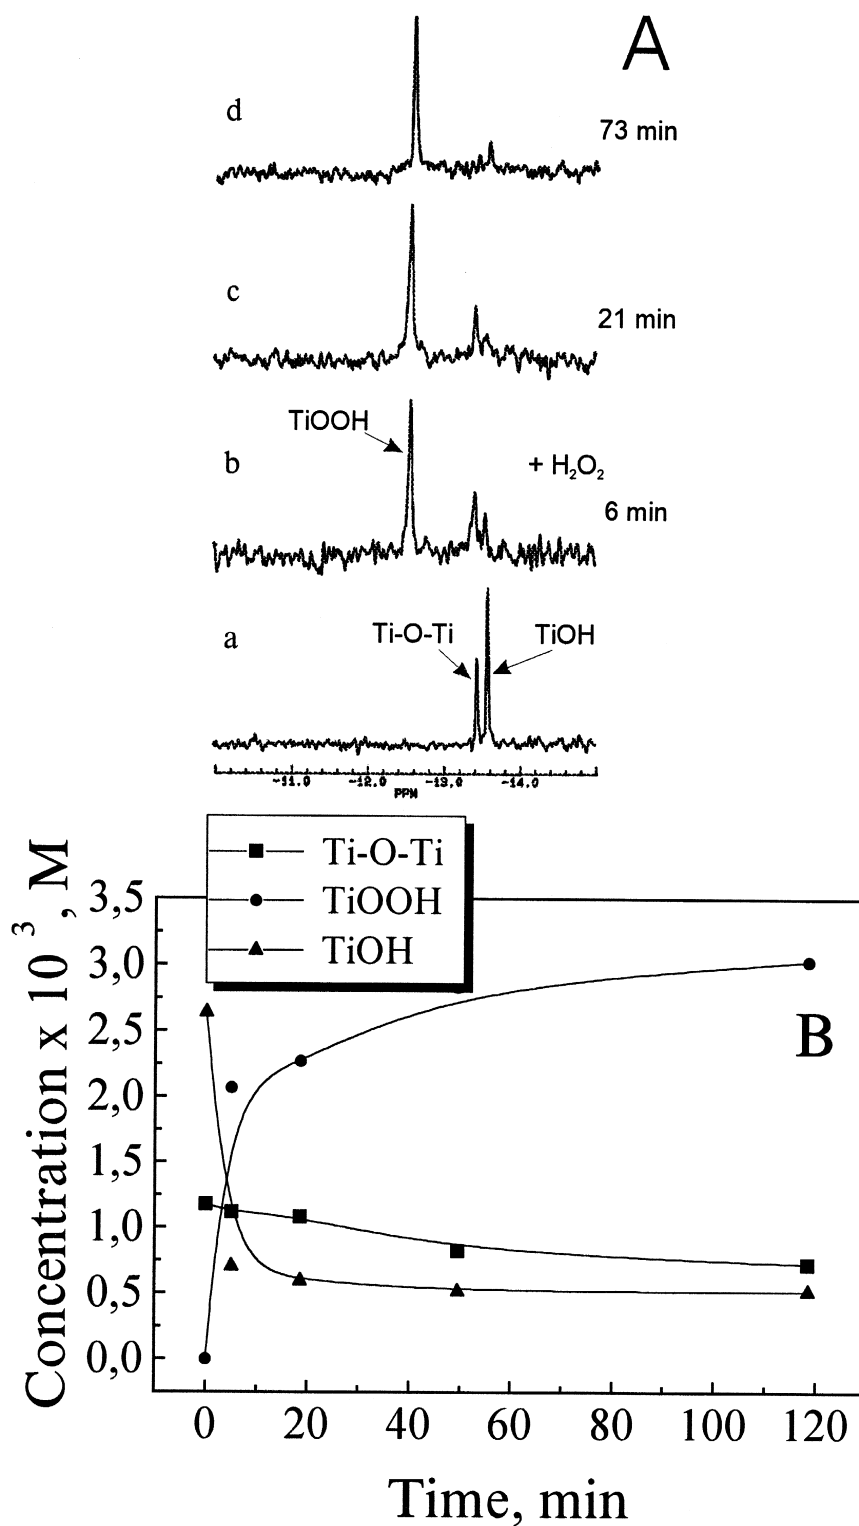 A
d
73 min
c
21 min
TiOOH
b
+ H₂O₂
6 min
a
Ti-O-Ti
TiOH
-11.0 -12.0 -13.0 -14.0
PPM
Ti-O-Ti
TiOOH
TiOH
Concentration x 10³, M
3,5
3,0
2,5
2,0
1,5
1,0
0,5
0,0
B
0 20 40 60 80 100 120
Time, min